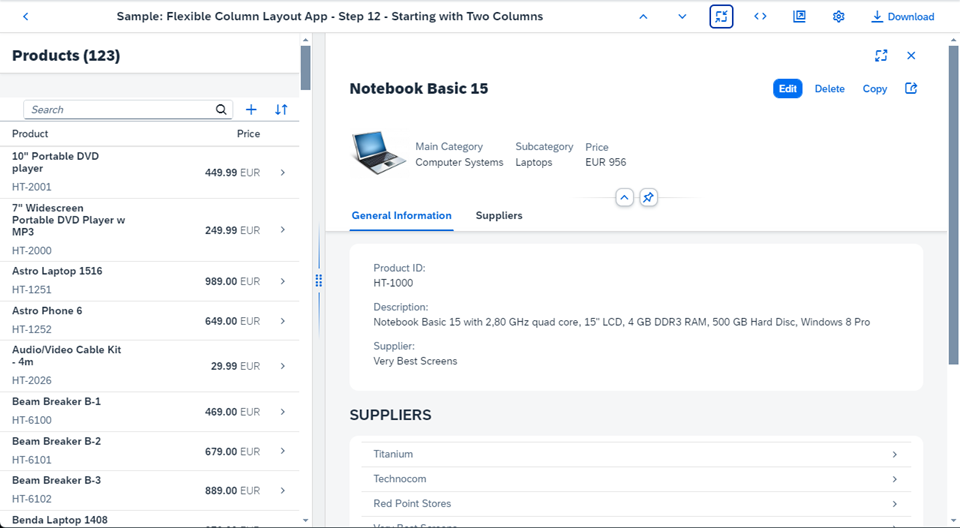 Sample: Flexible Column Layout App - Step 12 - Starting with Two Columns
Download
Products (123)
Search
Product Price
10" Portable DVD
player
HT-2001
449.99 EUR
7" Widescreen
Portable DVD Player w
MP3
HT-2000
249.99 EUR
Astro Laptop 1516
HT-1251
989.00 EUR
Astro Phone 6
HT-1252
649.00 EUR
Audio/Video Cable Kit
- 4m
HT-2026
29.99 EUR
Beam Breaker B-1
HT-6100
469.00 EUR
Beam Breaker B-2
HT-6101
679.00 EUR
Beam Breaker B-3
HT-6102
889.00 EUR
Benda Laptop 1408
Notebook Basic 15
Edit Delete Copy
Main Category
Computer Systems
Subcategory
Laptops
Price
EUR 956
General Information Suppliers
Product ID:
HT-1000
Description:
Notebook Basic 15 with 2,80 GHz quad core, 15" LCD, 4 GB DDR3 RAM, 500 GB Hard Disc, Windows 8 Pro
Supplier:
Very Best Screens
SUPPLIERS
Titanium
Technocom
Red Point Stores
Very Best Screens